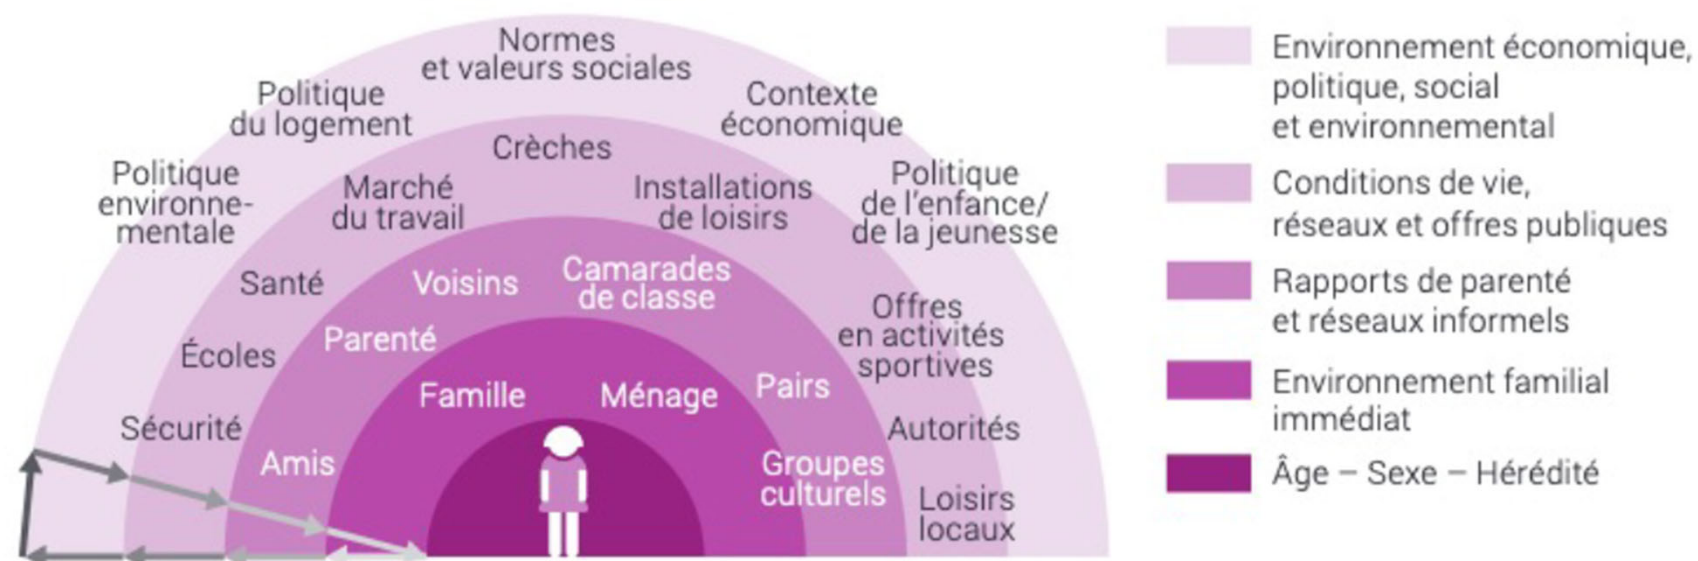 Normes
et valeurs sociales
Politique
du logement
Contexte
économique
Politique
environne-
mentale
Crèches
Marché
du travail
Installations
de loisirs
Politique
de l'enfance/
de la jeunesse
Santé
Voisins
Camarades
de classe
Offres
en activités
sportives
Écoles
Parenté
Famille
Ménage
Pairs
Sécurité
Autorités
Amis
Groupes
culturels
Loisirs
locaux
Environnement économique,
politique, social
et environnemental
Conditions de vie,
réseaux et offres publiques
Rapports de parenté
et réseaux informels
Environnement familial
immédiat
Âge – Sexe – Hérédité